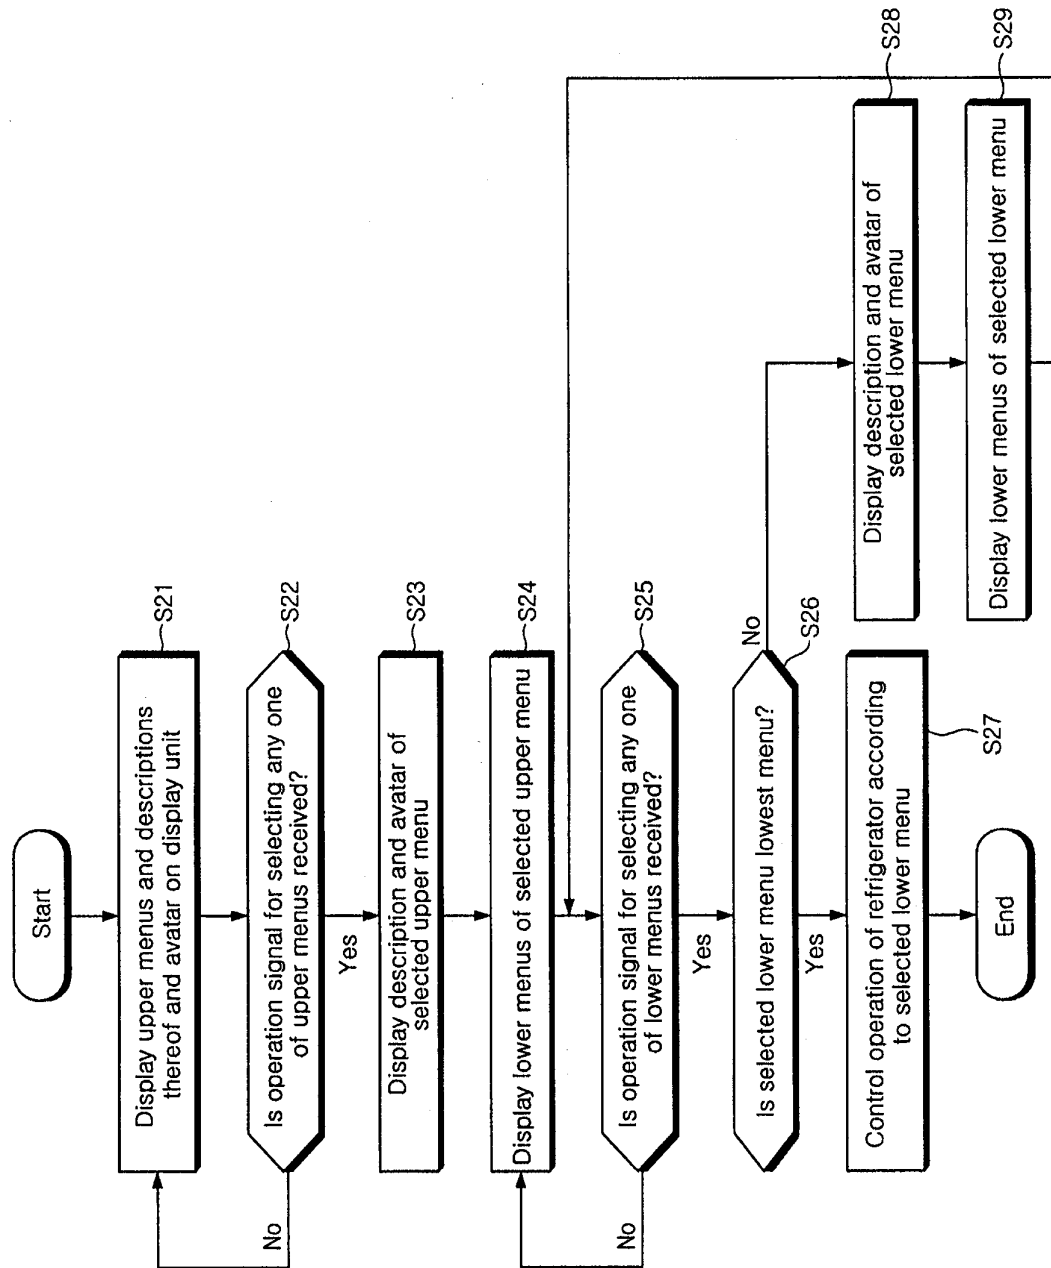 Start
Display upper menus and descriptions
thereof and avatar on display unit
S21
Is operation signal for selecting any one
of upper menus received?
S22
No
Yes
Display description and avatar of
selected upper menu
S23
Display lower menus of selected upper menu
S24
Is operation signal for selecting any one
of lower menus received?
S25
No
Yes
Is selected lower menu lowest menu?
S26
No
Yes
Control operation of refrigerator according
to selected lower menu
S27
End
Display description and avatar of
selected lower menu
S28
Display lower menus of selected lower menu
S29